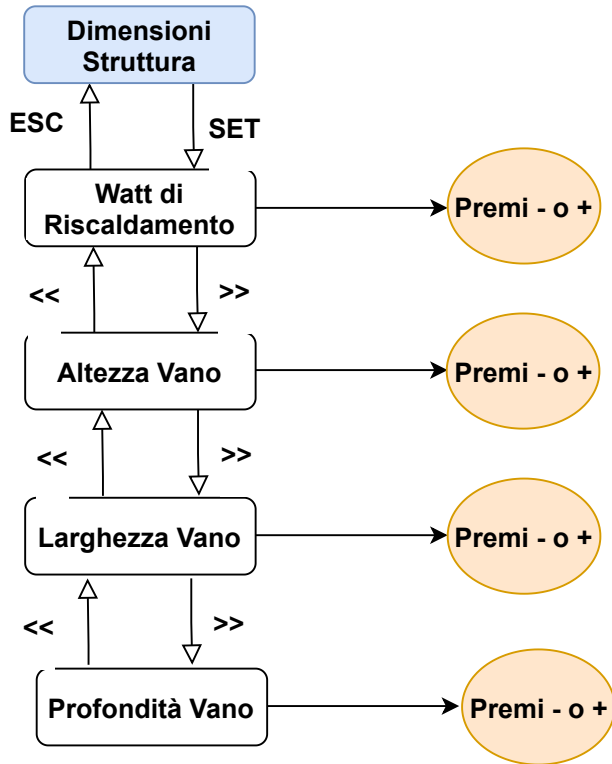 Dimensioni
Struttura
ESC
SET
Watt di
Riscaldamento
Premi - o +
<<
>>
Altezza Vano
Premi - o +
<<
>>
Larghezza Vano
Premi - o +
<<
>>
Profondità Vano
Premi - o +